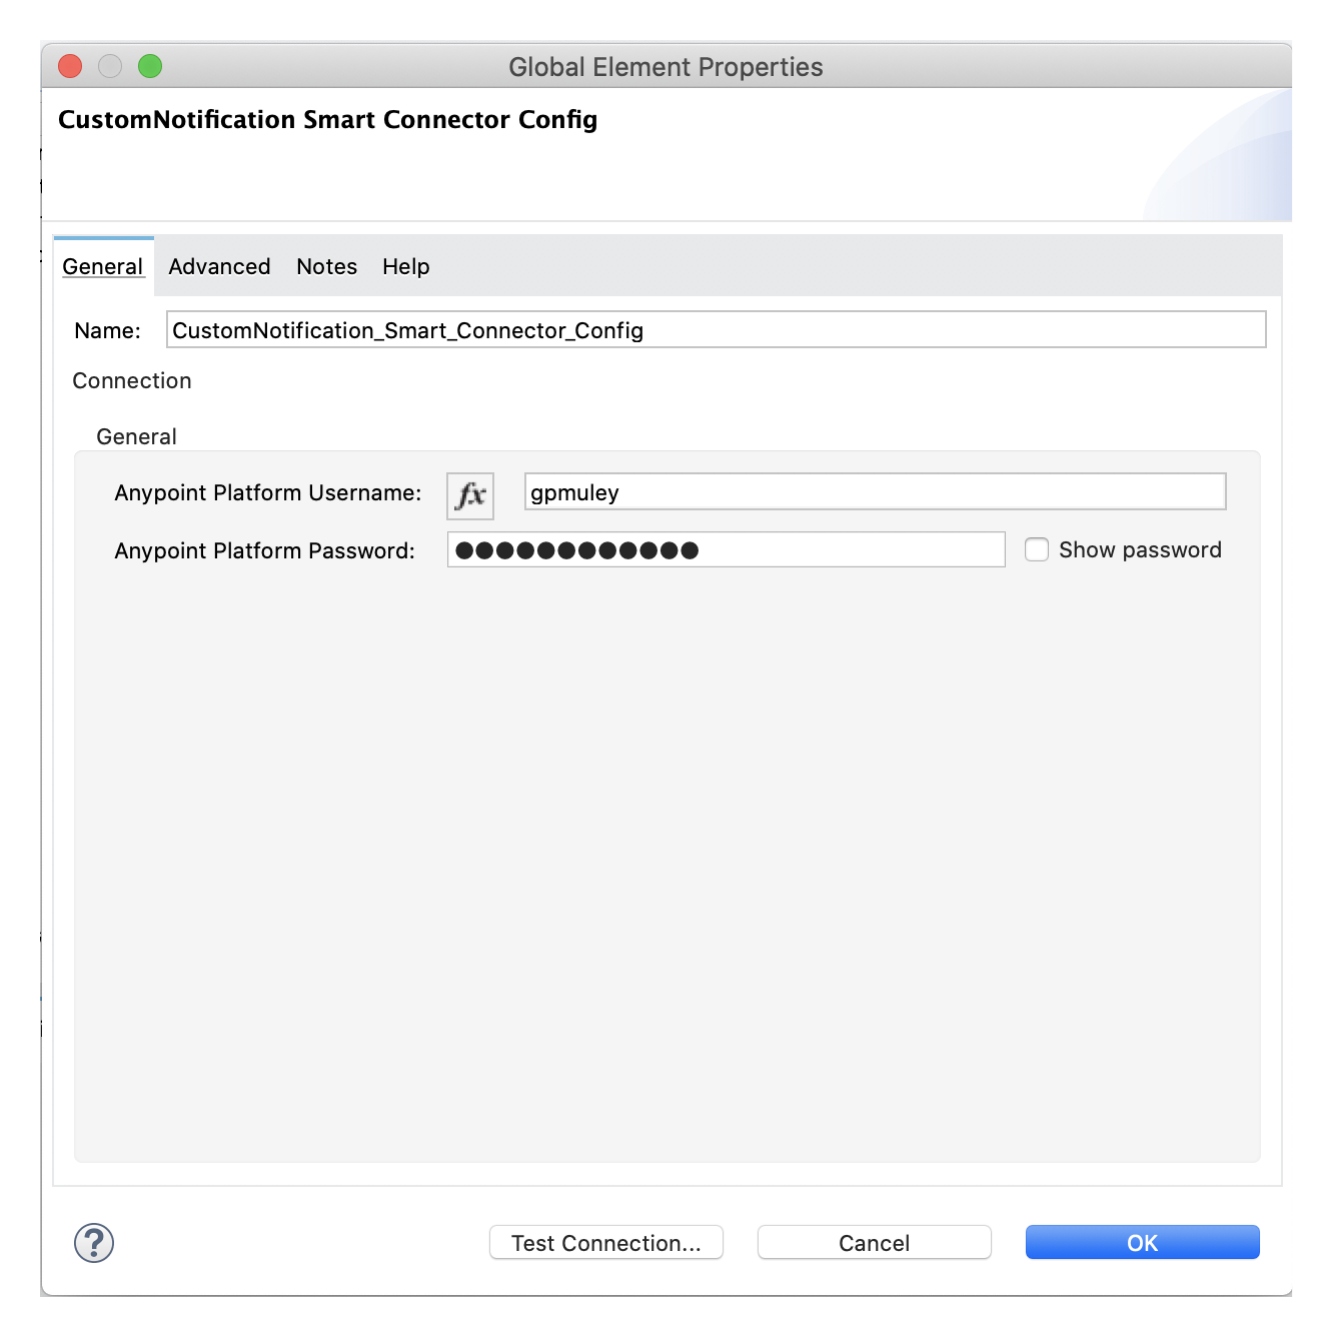 Global Element Properties
CustomNotification Smart Connector Config
General Advanced Notes Help
Name: CustomNotification_Smart_Connector_Config
Connection
General
Anypoint Platform Username: fx gpmuley
Anypoint Platform Password: ●●●●●●●●●●●● Show password
? Test Connection... Cancel OK